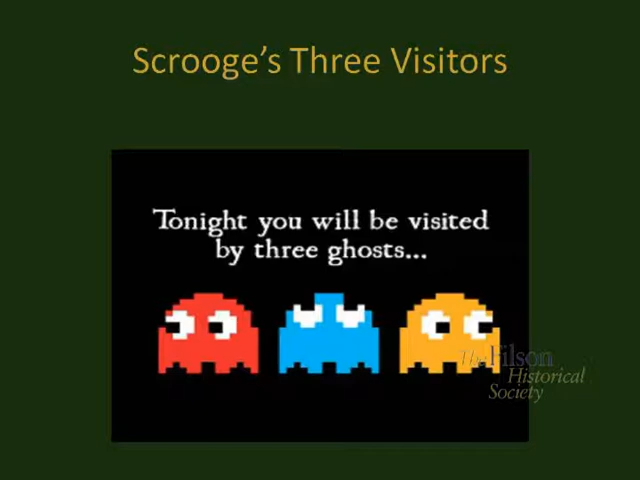 Scrooge's Three Visitors
Tonight you will be visited
by three ghosts...
The Filson
Historical
Society